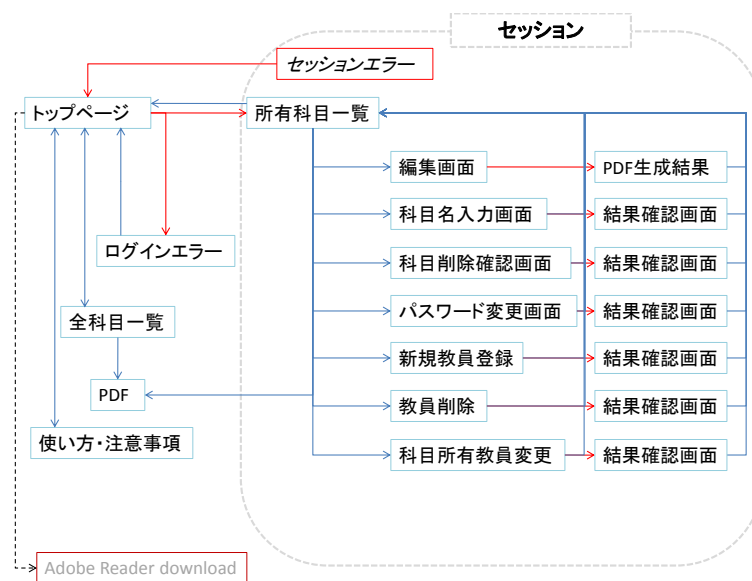 セッション
セッションエラー
トップページ
所有科目一覧
編集画面
PDF生成結果
科目名入力画面
結果確認画面
ログインエラー
科目削除確認画面
結果確認画面
全科目一覧
パスワード変更画面
結果確認画面
新規教員登録
結果確認画面
PDF
教員削除
結果確認画面
使い方・注意事項
科目所有教員変更
結果確認画面
Adobe Reader download